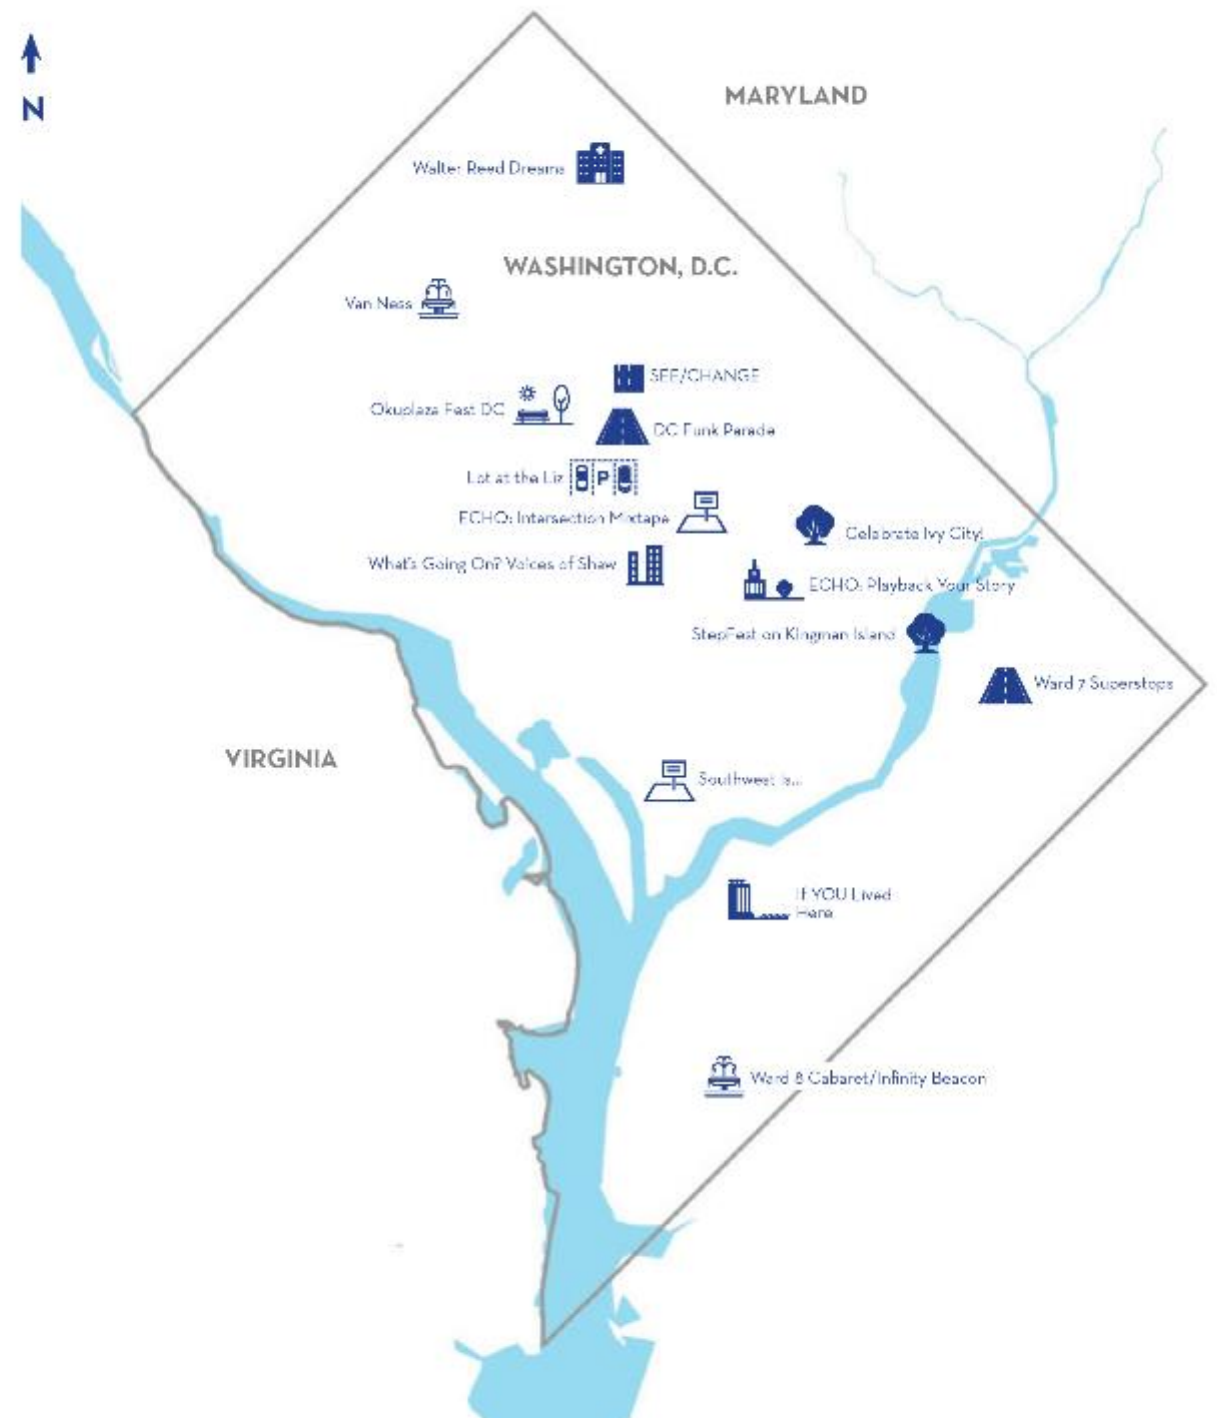 N
MARYLAND
Walter Reed Dreams
WASHINGTON, D.C.
Van Ness
SEE/CHANGE
Okuplaza Fest DC
DC Funk Parade
Lot at the Liz
P
ECHO: Intersection Mixtape
Celebrate Ivy City!
What's Going On? Voices of Shaw
ECHO: Playback Your Story
StepFest on Kingman Island
Ward 7 Superstops
VIRGINIA
Southwest Is...
If YOU Lived
Here
Ward 8 Cabaret/Infinity Beacon